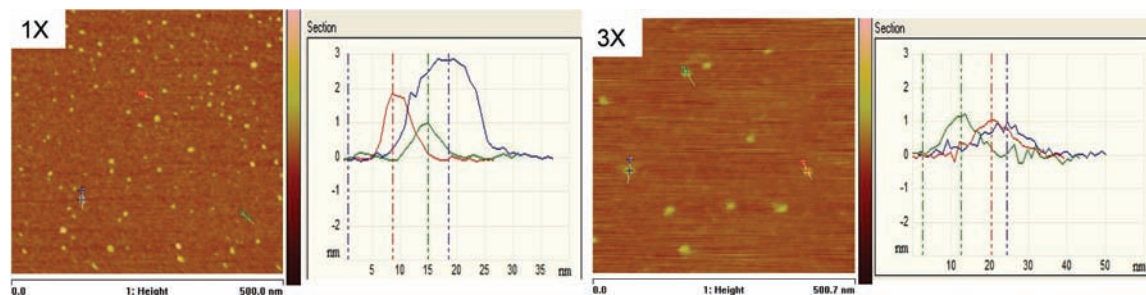 1X
Section
3
2
1
0
-1
-2
nm
5 10 15 20 25 30 35 nm
0.0 1: Height 500.0 nm
3X
Section
3
2
1
0
-1
-2
nm
10 20 30 40 50 nm
0.0 1: Height 500.7 nm